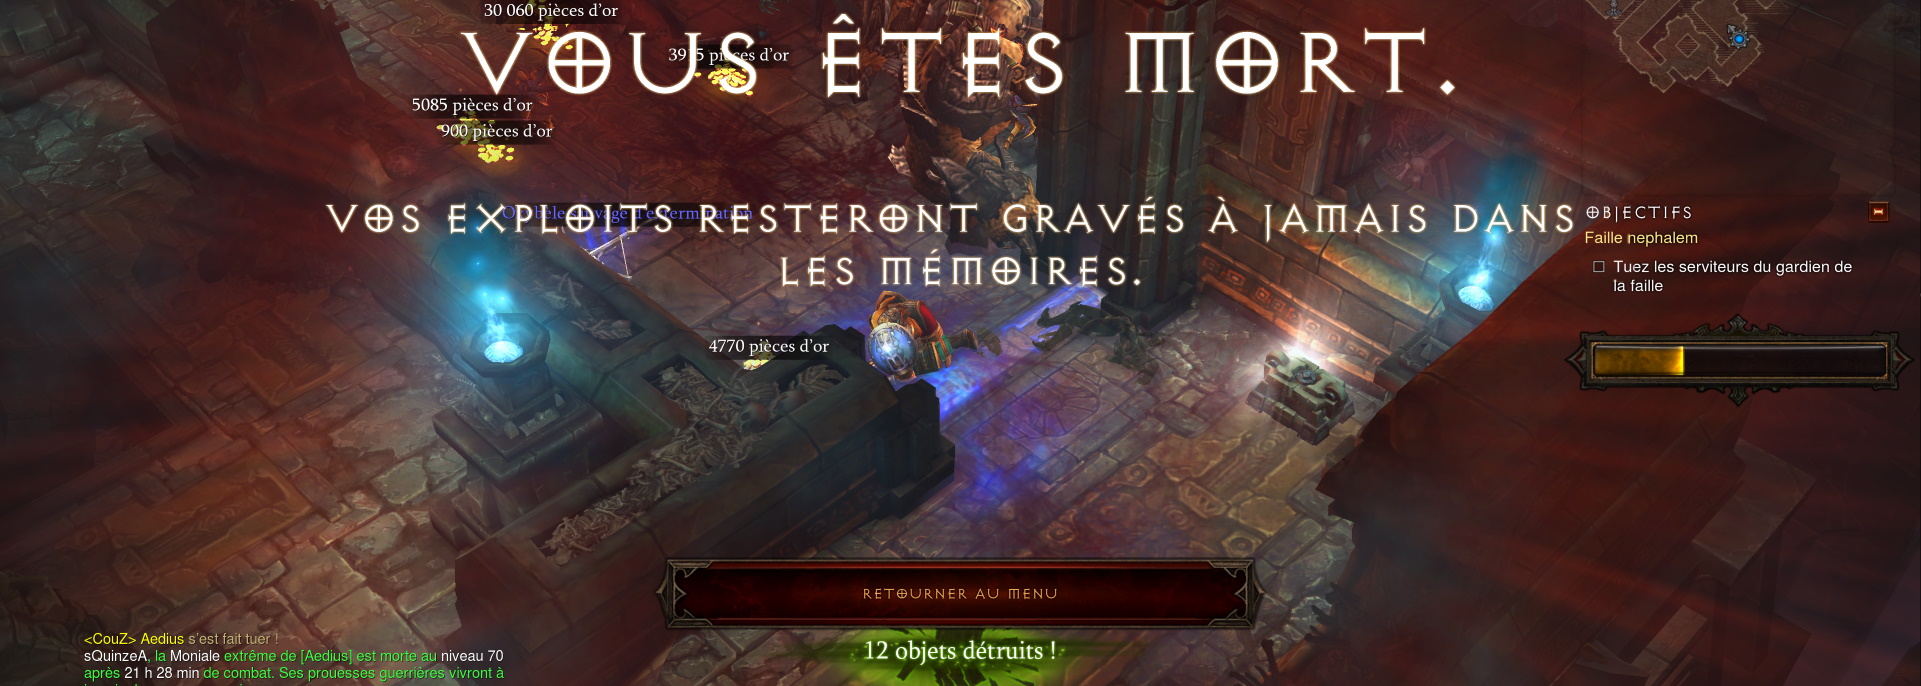 30 060 pièces d'or
VOUS ÊTES MORT.
3915 pièces d'or
5085 pièces d'or
900 pièces d'or
VOS EXPLOITS RESTERONT GRAVÉS À JAMAIS DANS
LES MÉMOIRES.
OBJECTIFS
Faille nephalem
Tuez les serviteurs du gardien de
la faille
4770 pièces d'or
RETOURNER AU MENU
12 objets détruits !
<CouZ> Aedius s'est fait tuer !
sQuinzeA, la Moniale extrême de [Aedius] est morte au niveau 70
après 21 h 28 min de combat. Ses prouesses guerrières vivront à